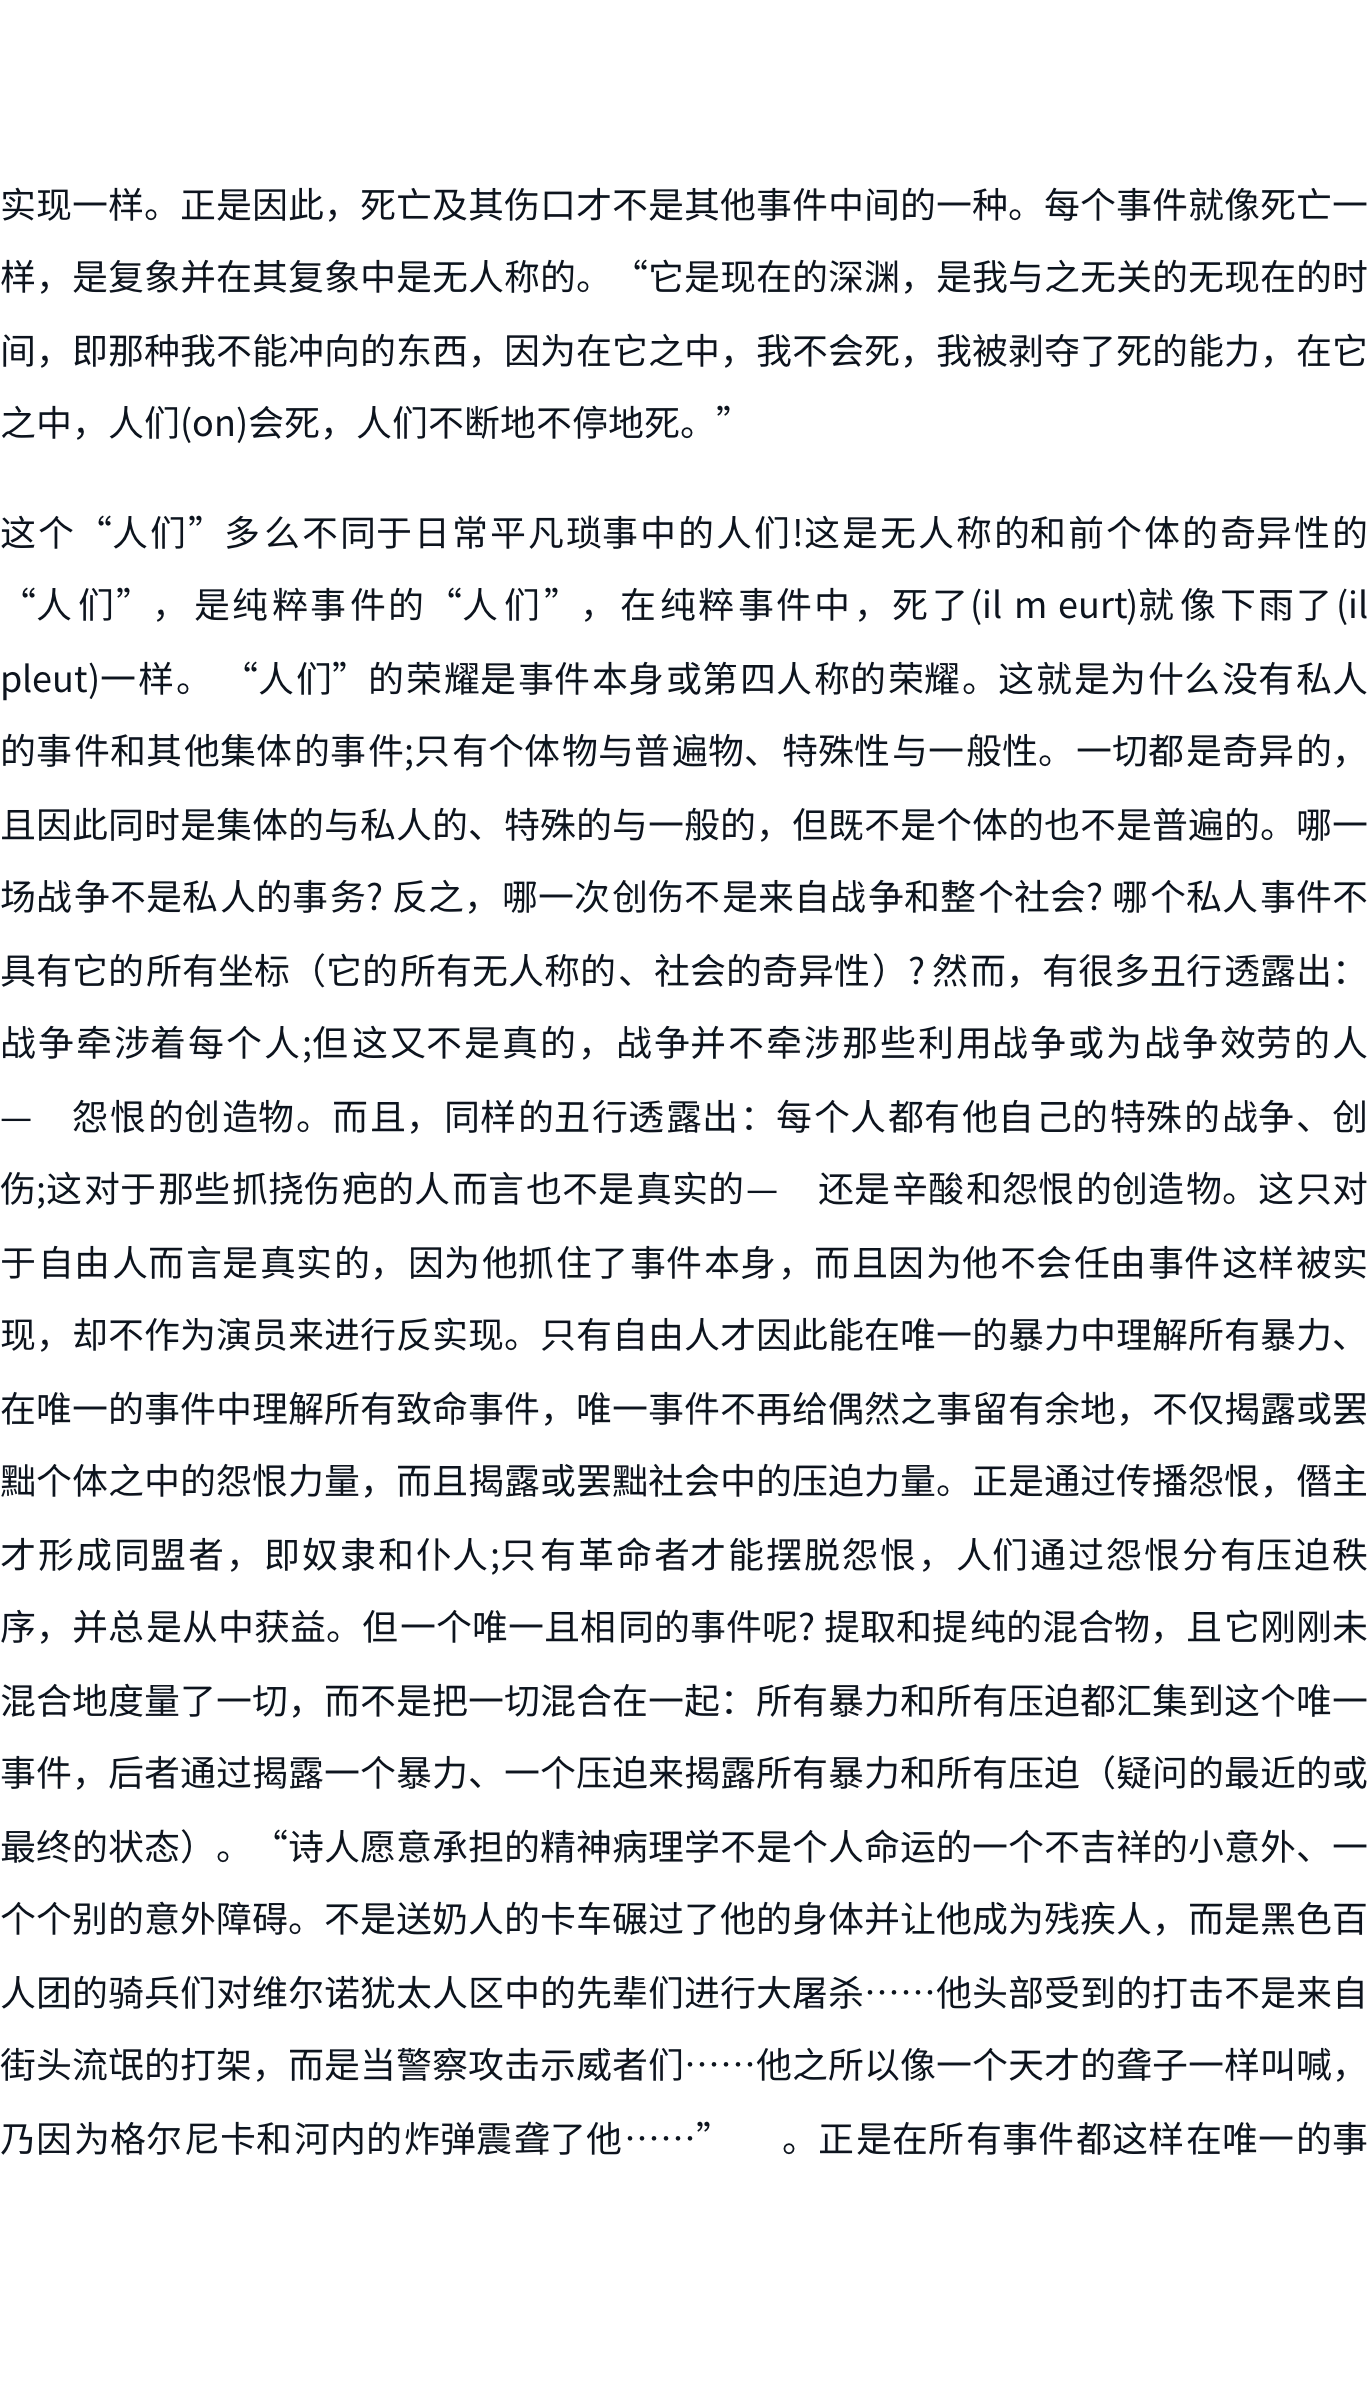 实现一样。正是因此，死亡及其伤口才不是其他事件中间的一种。每个事件就像死亡一
样，是复象并在其复象中是无人称的。“它是现在的深渊，是我与之无关的无现在的时
间，即那种我不能冲向的东西，因为在它之中，我不会死，我被剥夺了死的能力，在它
之中，人们(on)会死，人们不断地不停地死。”
这个“人们”多么不同于日常平凡琐事中的人们!这是无人称的和前个体的奇异性的
“人们”，是纯粹事件的“人们”，在纯粹事件中，死了(il m eurt)就像下雨了(il
pleut)一样。 “人们”的荣耀是事件本身或第四人称的荣耀。这就是为什么没有私人
的事件和其他集体的事件;只有个体物与普遍物、特殊性与一般性。一切都是奇异的，
且因此同时是集体的与私人的、特殊的与一般的，但既不是个体的也不是普遍的。哪一
场战争不是私人的事务? 反之，哪一次创伤不是来自战争和整个社会? 哪个私人事件不
具有它的所有坐标（它的所有无人称的、社会的奇异性）? 然而，有很多丑行透露出：
战争牵涉着每个人;但这又不是真的，战争并不牵涉那些利用战争或为战争效劳的人
—　怨恨的创造物。而且，同样的丑行透露出：每个人都有他自己的特殊的战争、创
伤;这对于那些抓挠伤疤的人而言也不是真实的—　还是辛酸和怨恨的创造物。这只对
于自由人而言是真实的，因为他抓住了事件本身，而且因为他不会任由事件这样被实
现，却不作为演员来进行反实现。只有自由人才因此能在唯一的暴力中理解所有暴力、
在唯一的事件中理解所有致命事件，唯一事件不再给偶然之事留有余地，不仅揭露或罢
黜个体之中的怨恨力量，而且揭露或罢黜社会中的压迫力量。正是通过传播怨恨，僭主
才形成同盟者，即奴隶和仆人;只有革命者才能摆脱怨恨，人们通过怨恨分有压迫秩
序，并总是从中获益。但一个唯一且相同的事件呢? 提取和提纯的混合物，且它刚刚未
混合地度量了一切，而不是把一切混合在一起：所有暴力和所有压迫都汇集到这个唯一
事件，后者通过揭露一个暴力、一个压迫来揭露所有暴力和所有压迫（疑问的最近的或
最终的状态）。“诗人愿意承担的精神病理学不是个人命运的一个不吉祥的小意外、一
个个别的意外障碍。不是送奶人的卡车碾过了他的身体并让他成为残疾人，而是黑色百
人团的骑兵们对维尔诺犹太人区中的先辈们进行大屠杀……他头部受到的打击不是来自
街头流氓的打架，而是当警察攻击示威者们……他之所以像一个天才的聋子一样叫喊，
乃因为格尔尼卡和河内的炸弹震聋了他……”　　。正是在所有事件都这样在唯一的事